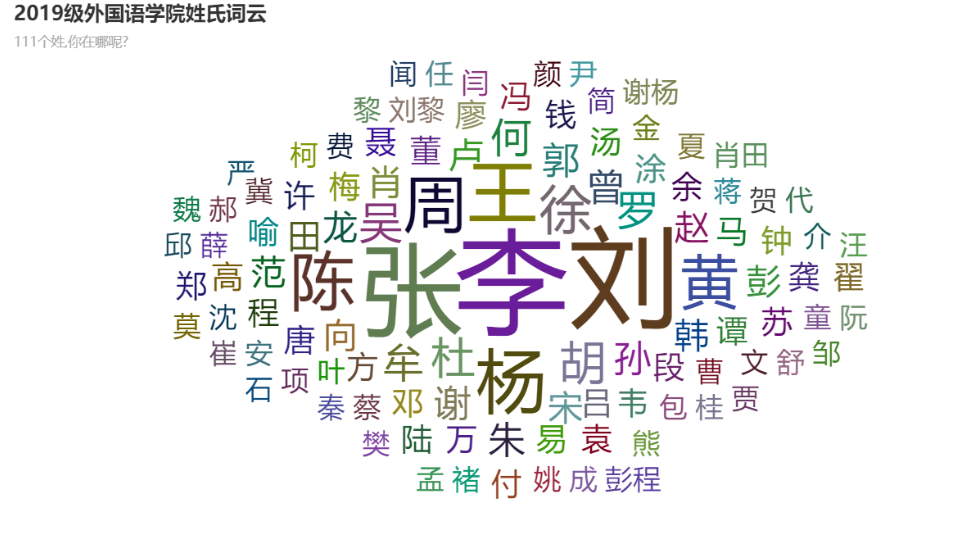 2019级外国语学院姓氏词云
111个姓,你在哪呢?
闻 任 闫 冯 颜 尹
黎 刘黎 廖 何 钱 简 谢杨
柯 费 聂 董 卢 郭 汤 金 夏 肖田
严 冀 许 梅 肖 王 曾 涂 余 蒋 贺 代
魏 郝 喻 田 龙 吴 周 徐 罗 赵 马 钟 介 汪
邱 薛
郑 高 范 陈 张 李 刘 黄 彭 龚 翟
莫 沈 程 唐 向 韩 谭 苏 童 阮
崔 安 叶 方 牟 杜 杨 胡 孙 段 曹 文 舒 邹
石 项
秦 蔡 邓 谢 宋 吕 韦 包 桂 贾
樊 陆 万 朱 易 袁 熊
孟 褚 付 姚 成 彭程